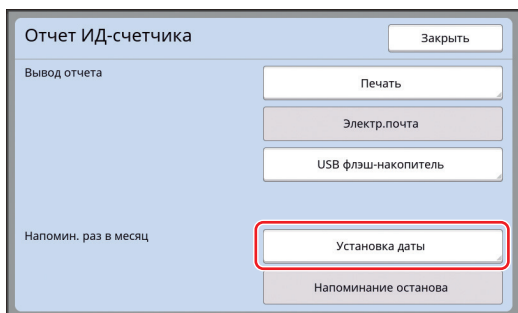 Отчет ИД-счетчика
Закрыть
Вывод отчета
Печать
Электр.почта
USB флэш-накопитель
Напомин. раз в месяц
Установка даты
Напоминание останова